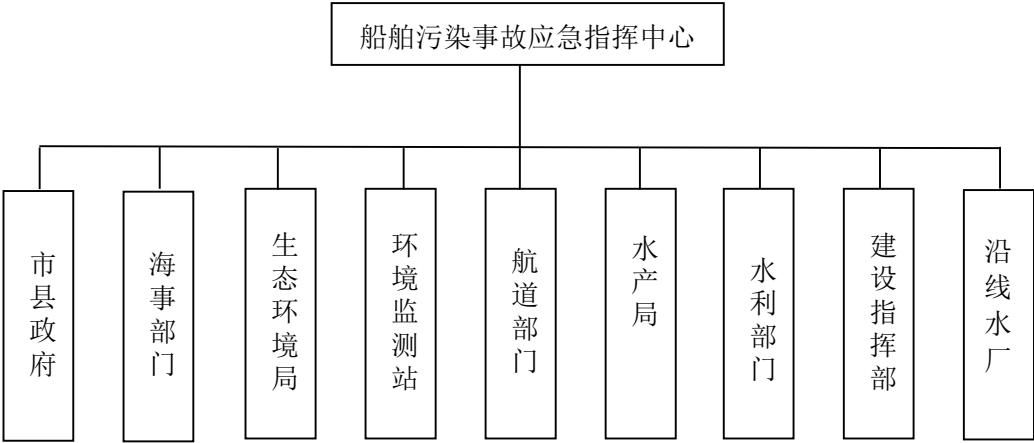 船舶污染事故应急指挥中心
市县政府
海事部门
生态环境局
环境监测站
航道部门
水产局
水利部门
建设指挥部
沿线水厂